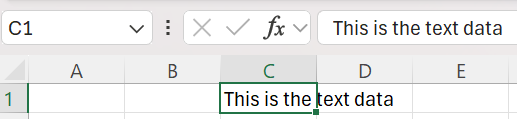 C1 fx This is the text data
A B C D E
1 This is the text data